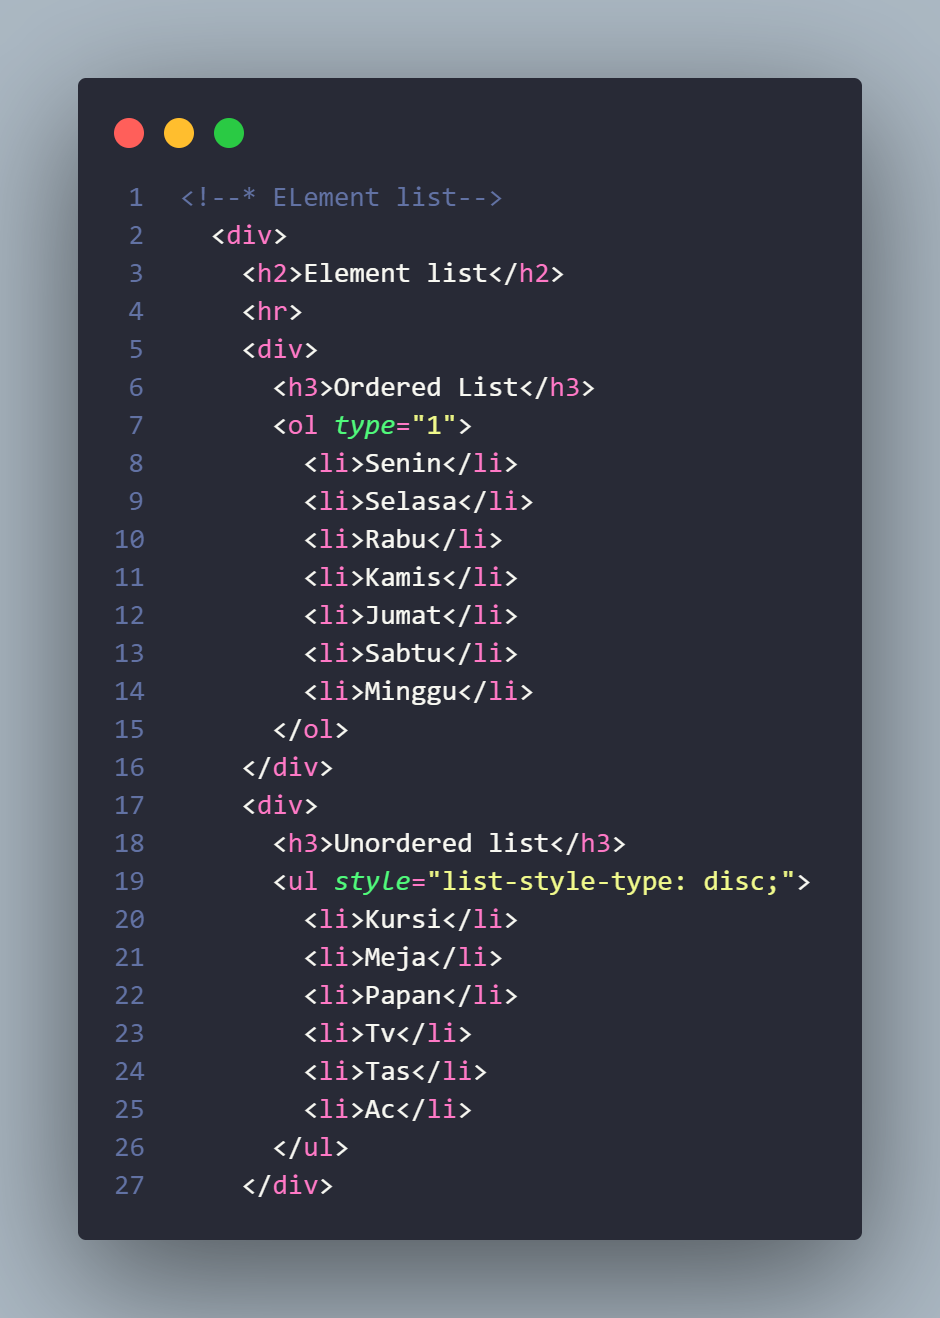 1 <!--* ELement list-->
2 <div>
3 <h2>Element list</h2>
4 <hr>
5 <div>
6 <h3>Ordered List</h3>
7 <ol type="1">
8 <li>Senin</li>
9 <li>Selasa</li>
10 <li>Rabu</li>
11 <li>Kamis</li>
12 <li>Jumat</li>
13 <li>Sabtu</li>
14 <li>Minggu</li>
15 </ol>
16 </div>
17 <div>
18 <h3>Unordered list</h3>
19 <ul style="list-style-type: disc;">
20 <li>Kursi</li>
21 <li>Meja</li>
22 <li>Papan</li>
23 <li>Tv</li>
24 <li>Tas</li>
25 <li>Ac</li>
26 </ul>
27 </div>